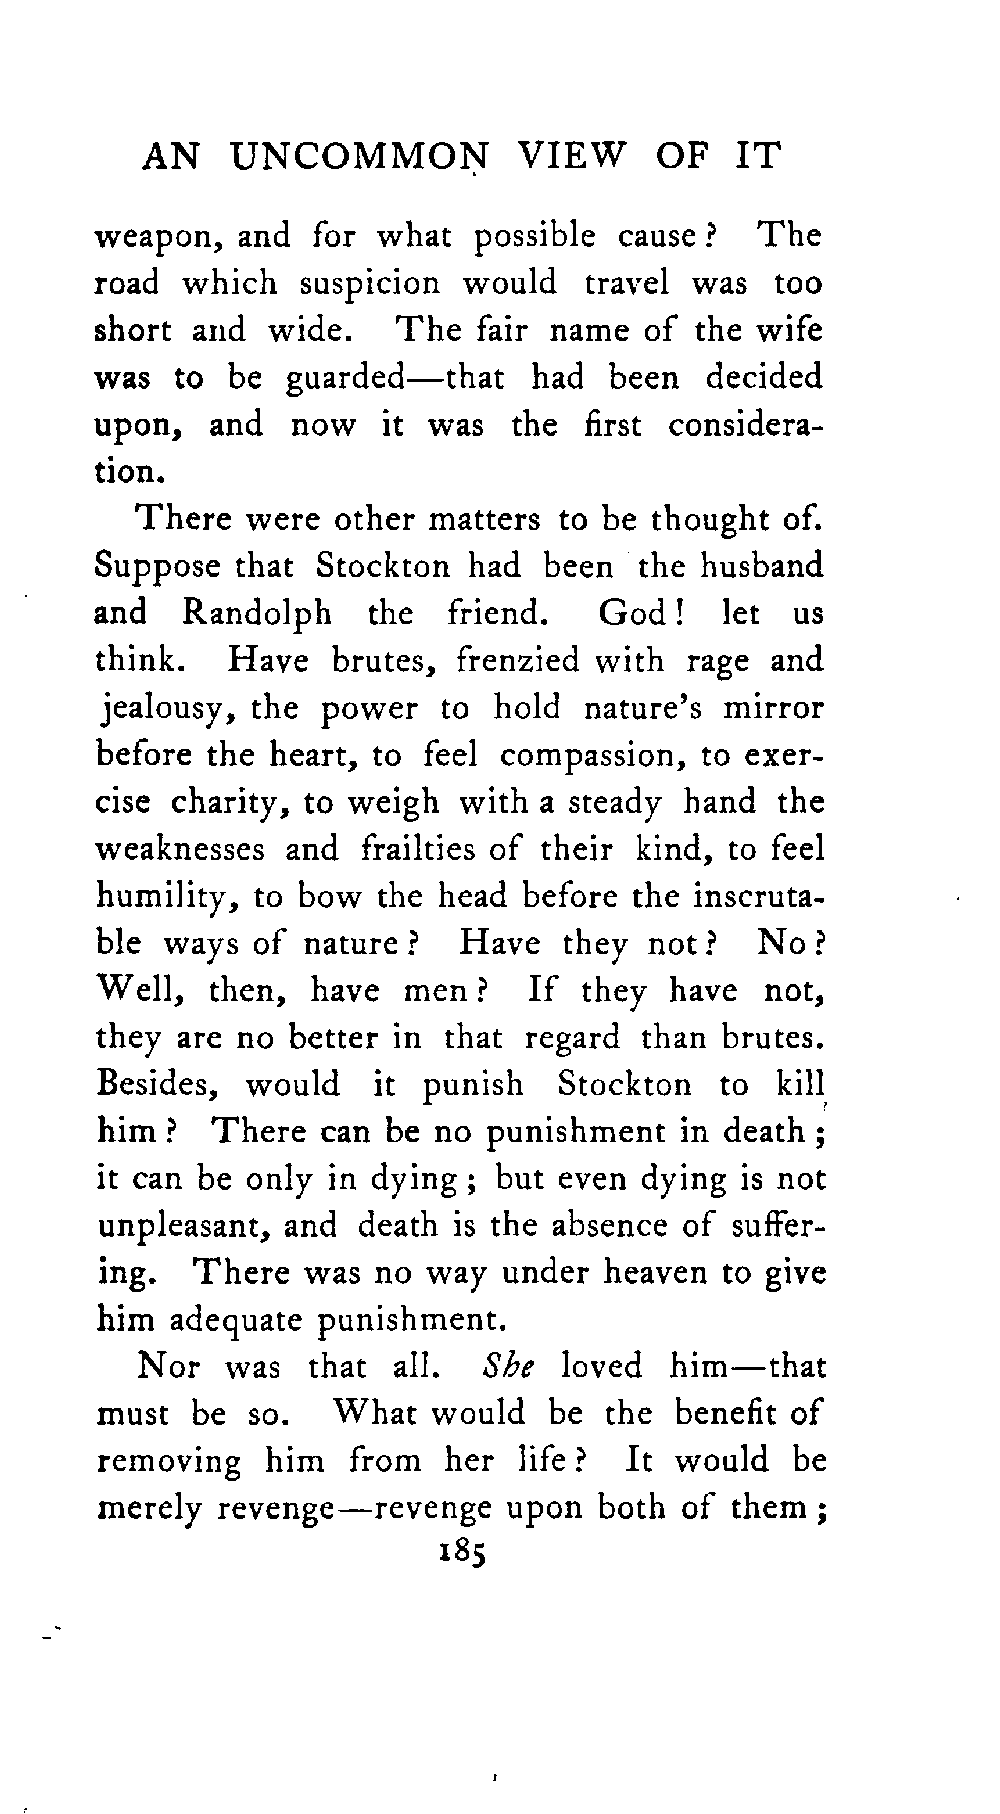 AN UNCOMMON VIEW OF IT
weapon, and for what possible cause? The
road which suspicion would travel was too
short and wide. The fair name of the wife
was to be guarded—that had been decided
upon, and now it was the first considera-
tion.
There were other matters to be thought of.
Suppose that Stockton had been the husband
and Randolph the friend. God! let us
think. Have brutes, frenzied with rage and
jealousy, the power to hold nature's mirror
before the heart, to feel compassion, to exer-
cise charity, to weigh with a steady hand the
weaknesses and frailties of their kind, to feel
humility, to bow the head before the inscruta-
ble ways of nature? Have they not? No?
Well, then, have men? If they have not,
they are no better in that regard than brutes.
Besides, would it punish Stockton to kill
him? There can be no punishment in death;
it can be only in dying; but even dying is not
unpleasant, and death is the absence of suffer-
ing. There was no way under heaven to give
him adequate punishment.
Nor was that all. She loved him—that
must be so. What would be the benefit of
removing him from her life? It would be
merely revenge—revenge upon both of them;
185